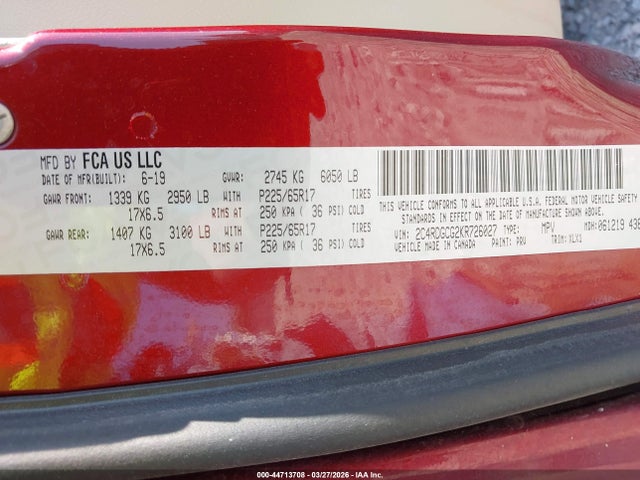 MFD BY FCA US LLC
DATE OF MFR(BUILT): 6-19 GVWR: 2745 KG 6050 LB
GAWR FRONT: 1339 KG 2950 LB WITH P225/65R17 TIRES
17X6.5 RIMS AT 250 KPA ( 36 PSI) COLD
GAWR REAR: 1407 KG 3100 LB WITH P225/65R17 TIRES
17X6.5 RIMS AT 250 KPA ( 36 PSI) COLD
THIS VEHICLE CONFORMS TO ALL APPLICABLE U.S.A. FEDERAL MOTOR VEHICLE SAFETY
STANDARDS IN EFFECT ON THE DATE OF MANUFACTURE SHOWN ABOVE.
VIN: 2C4RDGCG2KR726027 TYPE: MPV MDH: 061219 438
VEHICLE MADE IN CANADA PAINT: PRV TRIM:
000-44713708 - 03/27/2026 - IAA Inc.